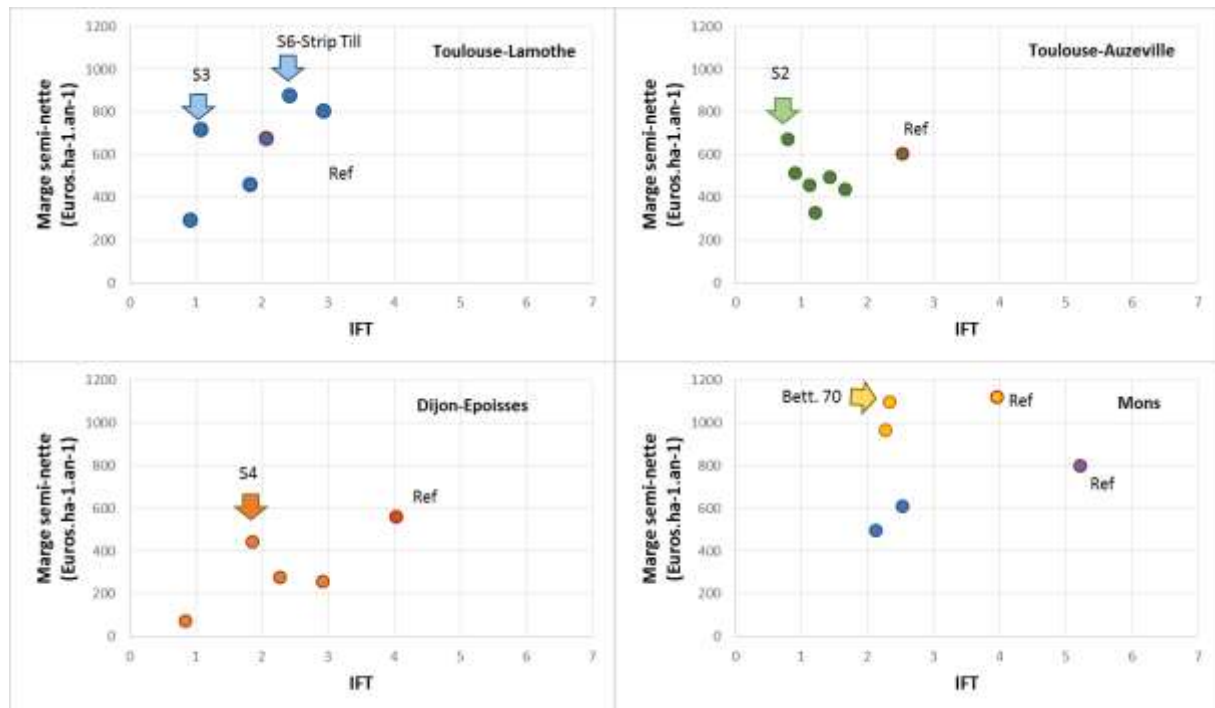 Toulouse-Lamothe
Marge semi-nette
(Euros.ha-1.an-1)
1200
1000
800
600
400
200
0
S3
S6-Strip Till
Ref
0 1 2 3 4 5 6 7
IFT
Toulouse-Auzeville
Marge semi-nette
(Euros.ha-1.an-1)
1200
1000
800
600
400
200
0
S2
Ref
0 1 2 3 4 5 6 7
IFT
Dijon-Epoisses
Marge semi-nette
(Euros.ha-1.an-1)
1200
1000
800
600
400
200
0
S4
Ref
0 1 2 3 4 5 6 7
IFT
Mons
Marge semi-nette
(Euros.ha-1.an-1)
1200
1000
800
600
400
200
0
Bett. 70
Ref
Ref
0 1 2 3 4 5 6 7
IFT